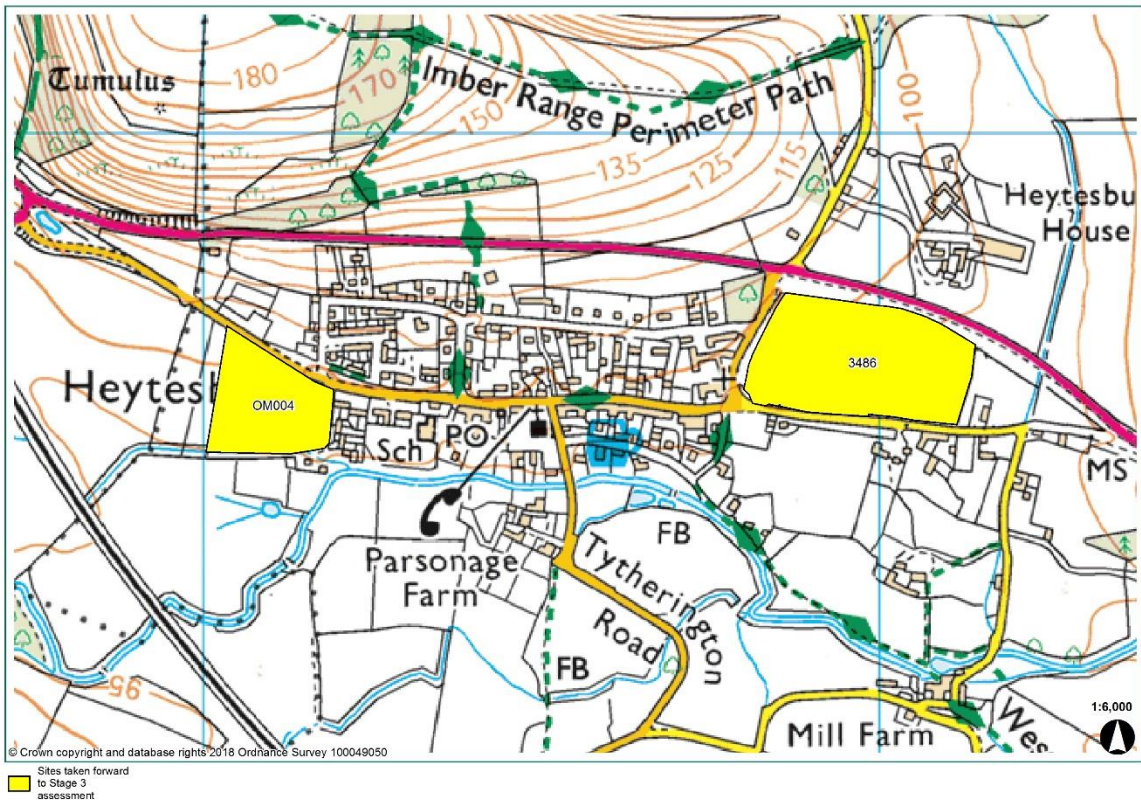 Tumulus
180
170
150
135
125
115
100
Imber Range Perimeter Path
Heytesbu
House
3486
OM004
Heytesb
Sch
PO
MS
FB
Parsonage
Farm
Tytherington
Road
FB
95
Mill Farm
Wes
1:6,000
© Crown copyright and database rights 2018 Ordnance Survey 100049050
Sites taken forward
to Stage 3
assessment